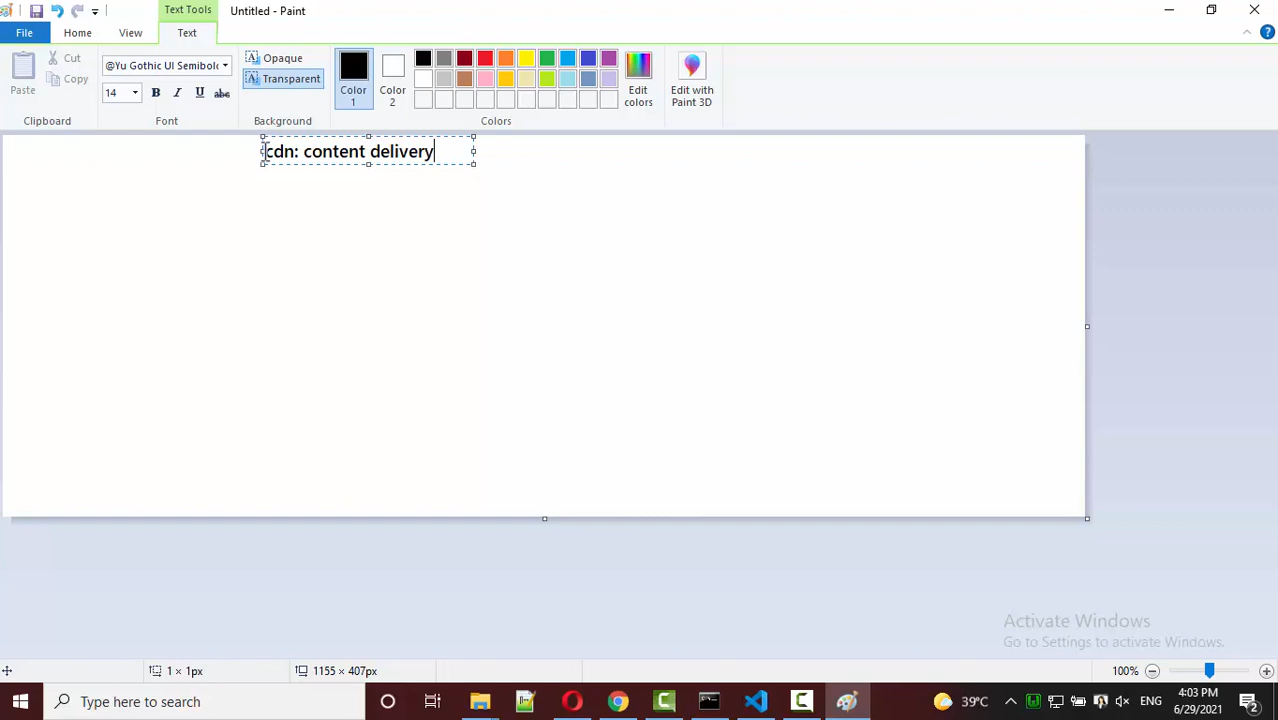 Text Tools
Untitled - Paint
File
Home
View
Text
Cut
Copy
Paste
Clipboard
@Yu Gothic UI Semibolc
14
B I U abc
Font
Opaque
Transparent
Background
Color 1
Color 2
Edit colors
Colors
Edit with Paint 3D
cdn: content delivery
Activate Windows
Go to Settings to activate Windows.
1 × 1px
1155 × 407px
100%
Type here to search
39°C
ENG
4:03 PM
6/29/2021
2